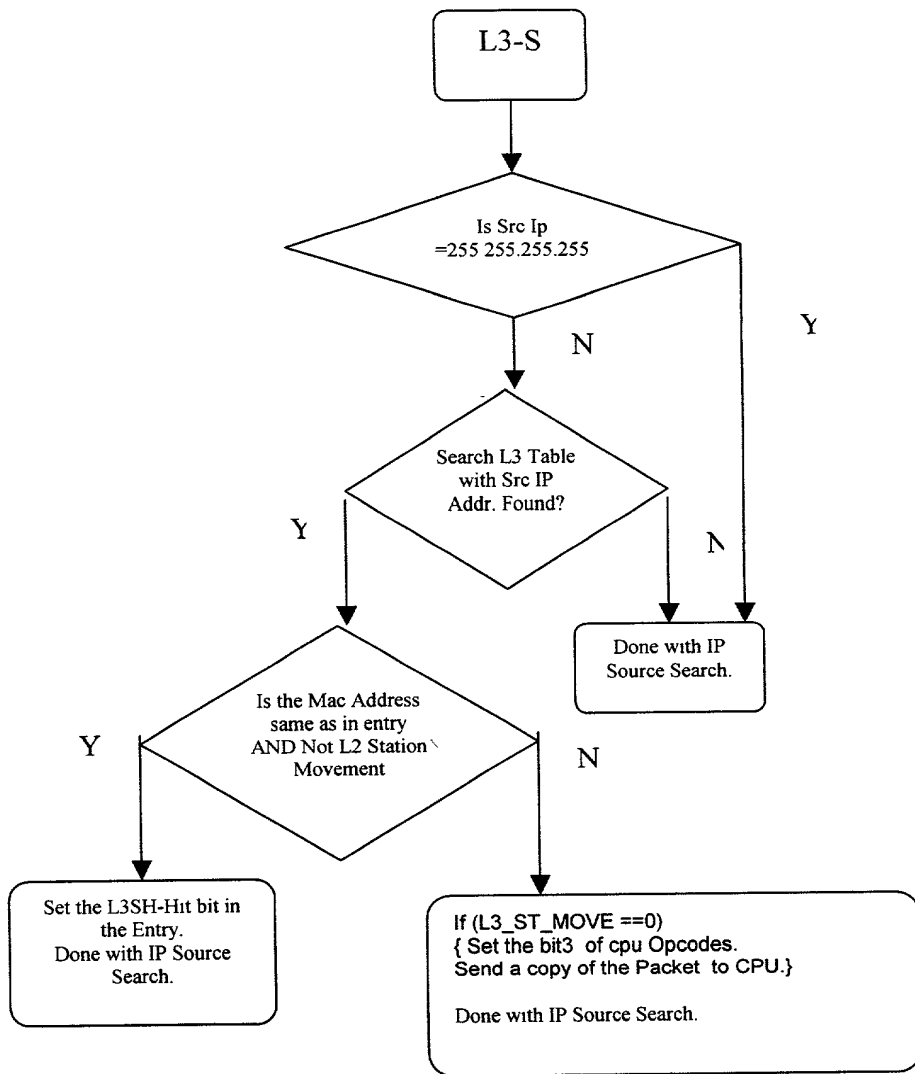 L3-S
Is Src Ip
=255 255.255.255
Y
N
Search L3 Table
with Src IP
Addr. Found?
Y
N
Done with IP
Source Search.
Is the Mac Address
same as in entry
AND Not L2 Station
Movement
Y
N
Set the L3SH-Hit bit in
the Entry.
Done with IP Source
Search.
If (L3_ST_MOVE ==0)
{ Set the bit3 of cpu Opcodes.
Send a copy of the Packet to CPU.}
Done with IP Source Search.